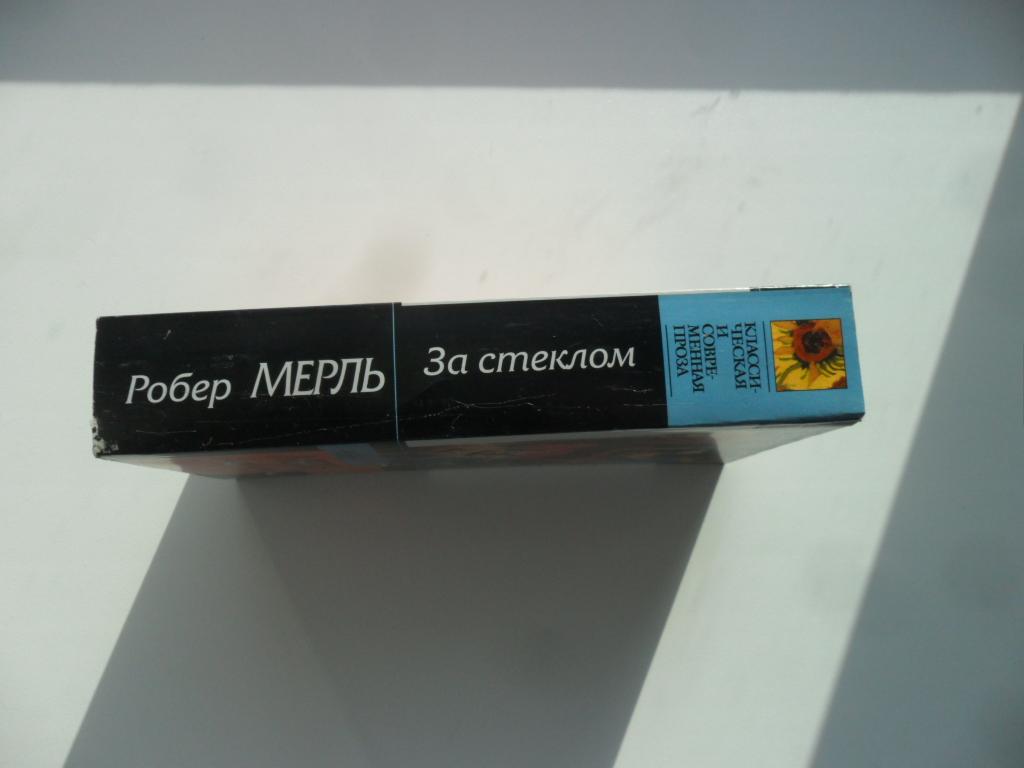 Робер МЕРЛЬ
За стеклом
КЛАССИ-
ЧЕСКАЯ
И
СОВРЕ-
МЕННАЯ
ПРОЗА